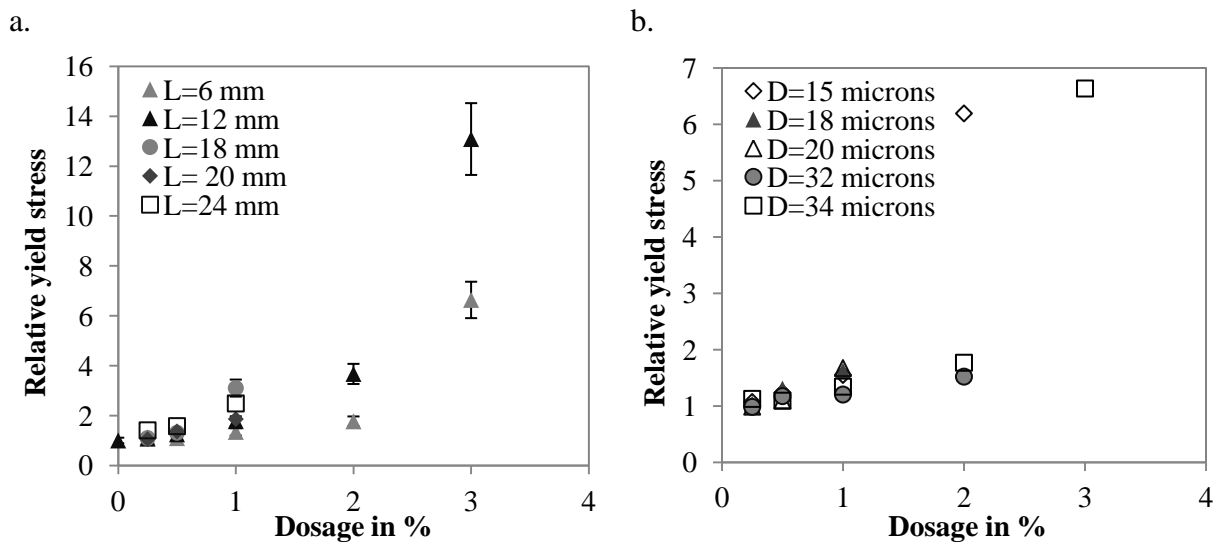 a.
16
14
12
10
8
6
4
2
0
0 1 2 3 4
Relative yield stress
Dosage in %
L=6 mm
L=12 mm
L=18 mm
L= 20 mm
L=24 mm
b.
7
6
5
4
3
2
1
0
0 1 2 3 4
Relative yield stress
Dosage in %
D=15 microns
D=18 microns
D=20 microns
D=32 microns
D=34 microns